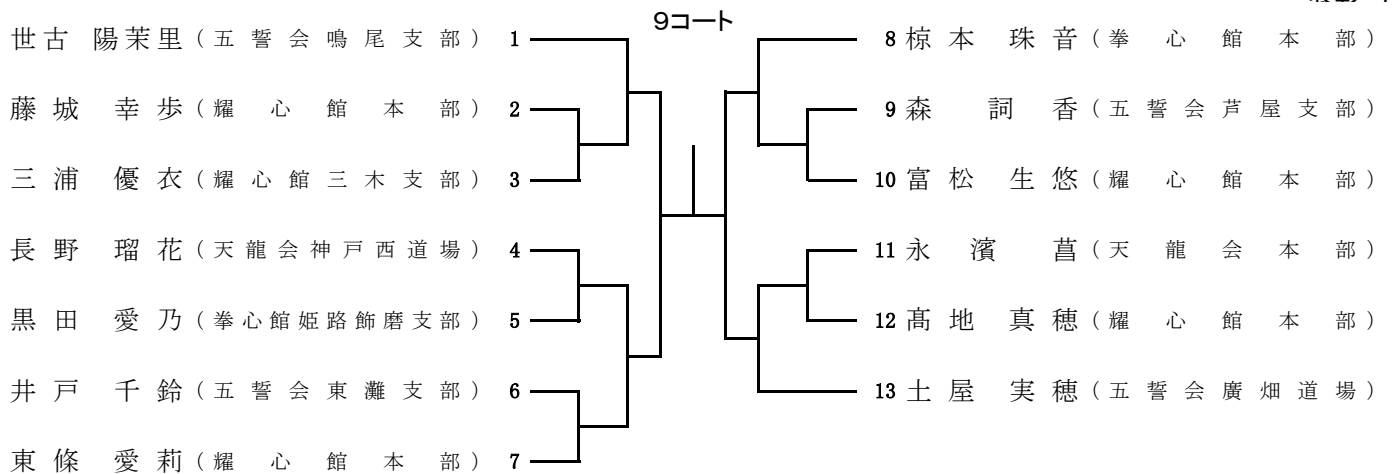 9コート
世古 陽茉里 (五誓会鳴尾支部) 1
藤城 幸歩 (耀心館本部) 2
三浦 優衣 (耀心館三木支部) 3
長野 瑠花 (天龍会神戸西道場) 4
黒田 愛乃 (拳心館姫路飾磨支部) 5
井戸 千鈴 (五誓会東灘支部) 6
東條 愛莉 (耀心館本部) 7
8 椋本 珠音 (拳心館本部)
9 森 詞香 (五誓会芦屋支部)
10 富松 生悠 (耀心館本部)
11 永濱 菖 (天龍会本部)
12 髙地 真穂 (耀心館本部)
13 土屋 実穂 (五誓会廣畑道場)